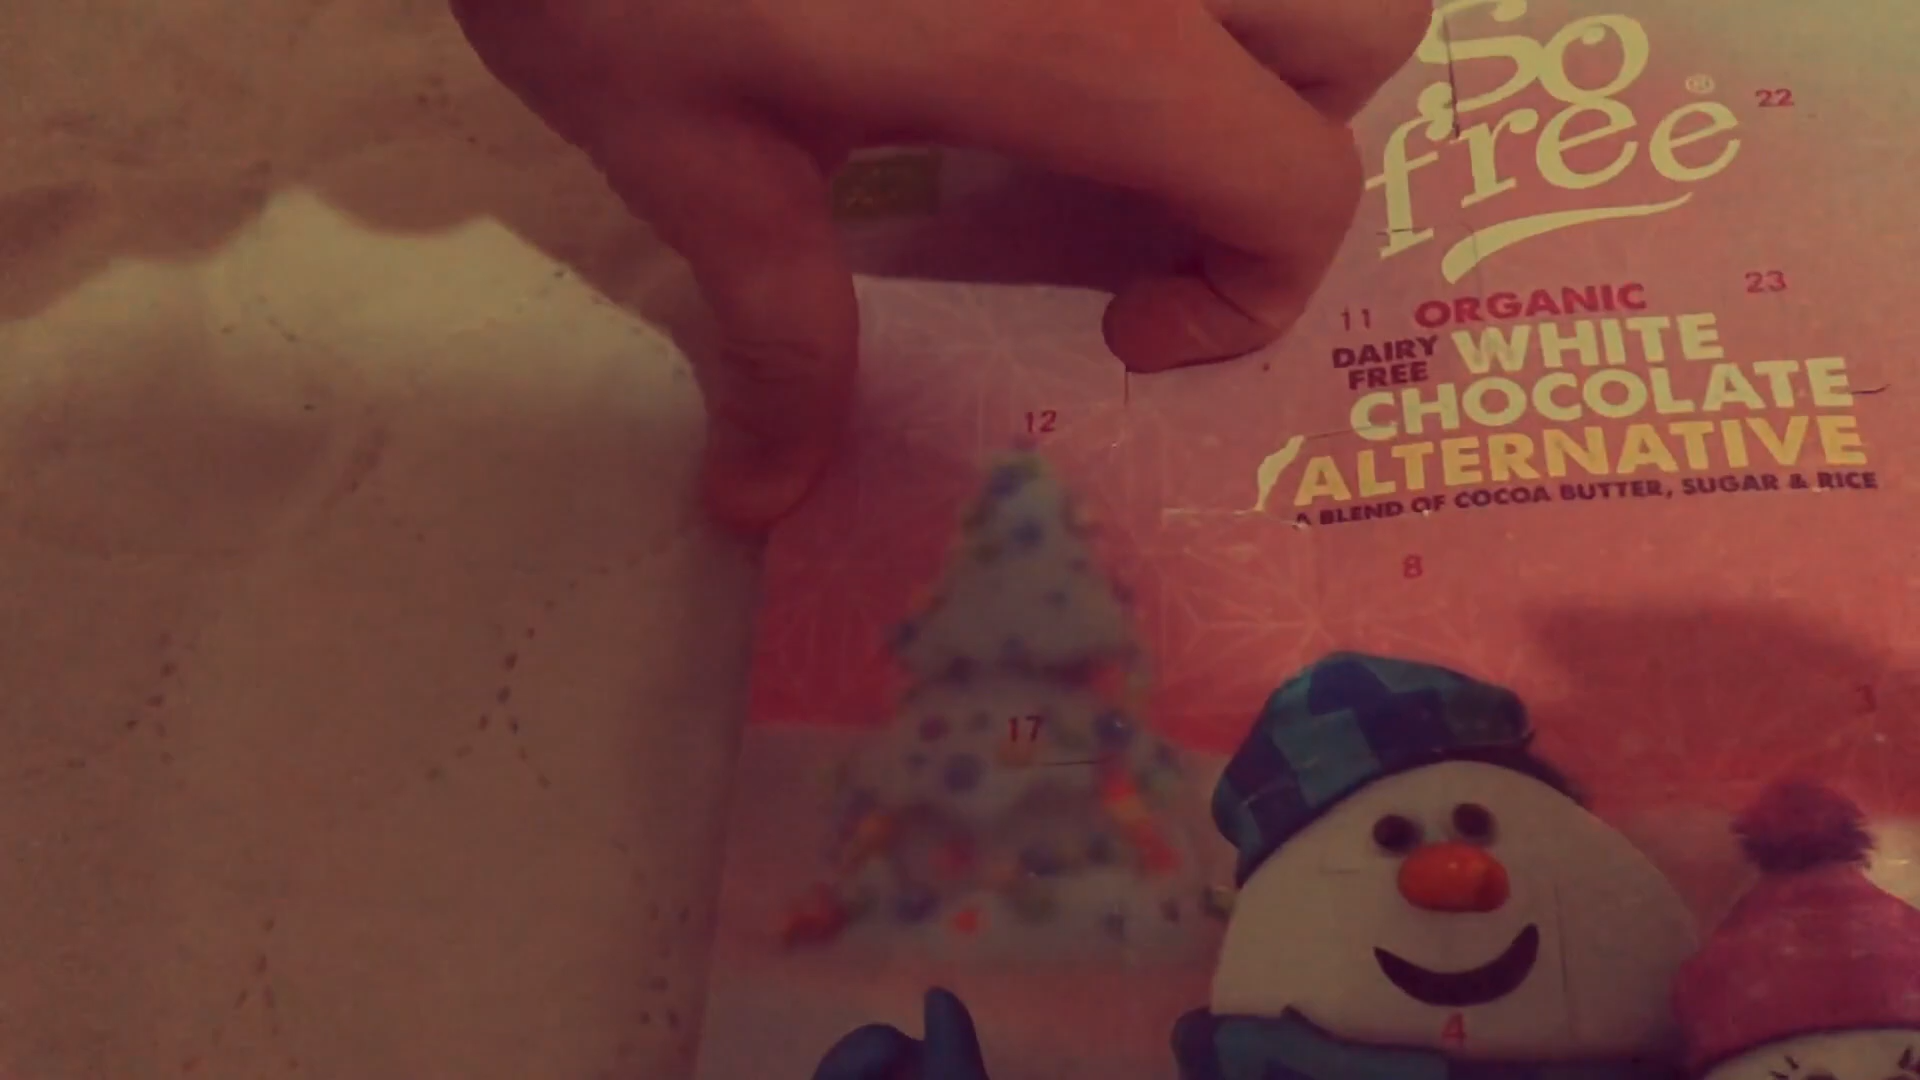 So
free®
22
23
11 ORGANIC
DAIRY FREE WHITE
CHOCOLATE
ALTERNATIVE
A BLEND OF COCOA BUTTER, SUGAR & RICE
12
8
17
4